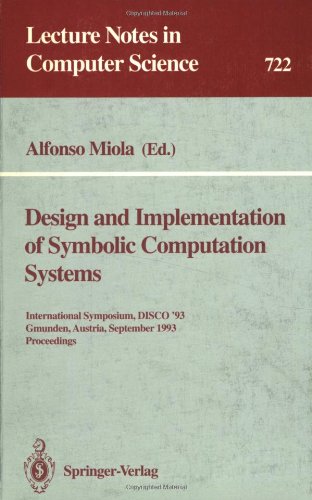 Lecture Notes in
Computer Science
722
Alfonso Miola (Ed.)
Design and Implementation
of Symbolic Computation
Systems
International Symposium, DISCO '93
Gmunden, Austria, September 1993
Proceedings
Springer-Verlag